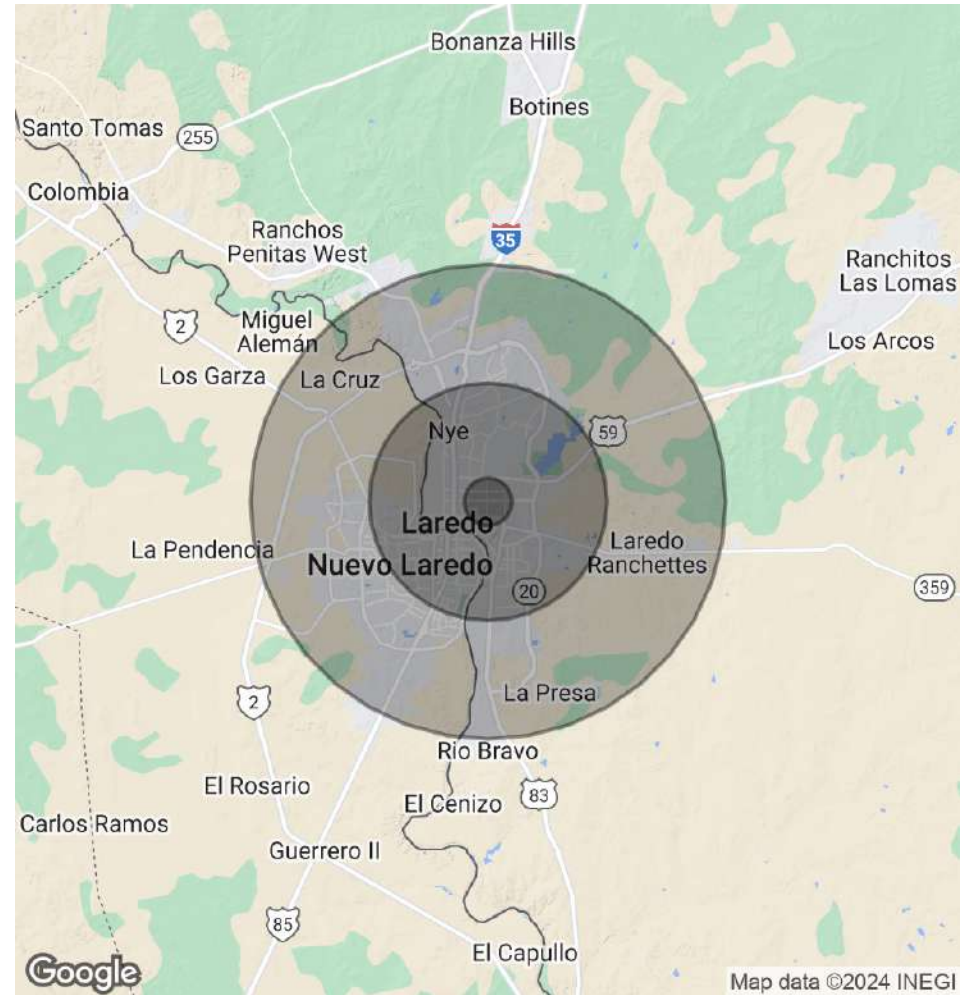 Bonanza Hills
Botines
Santo Tomas
255
Colombia
Ranchos
Penitas West
35
Ranchitos
Las Lomas
2
Miguel
Alemán
Los Arcos
Los Garza
La Cruz
Nye
59
Laredo
La Pendencia
Nuevo Laredo
Laredo
Ranchettes
20
359
La Presa
2
Rio Bravo
El Rosario
El Cenizo
83
Carlos Ramos
Guerrero II
85
El Capullo
Google
Map data ©2024 INEGI